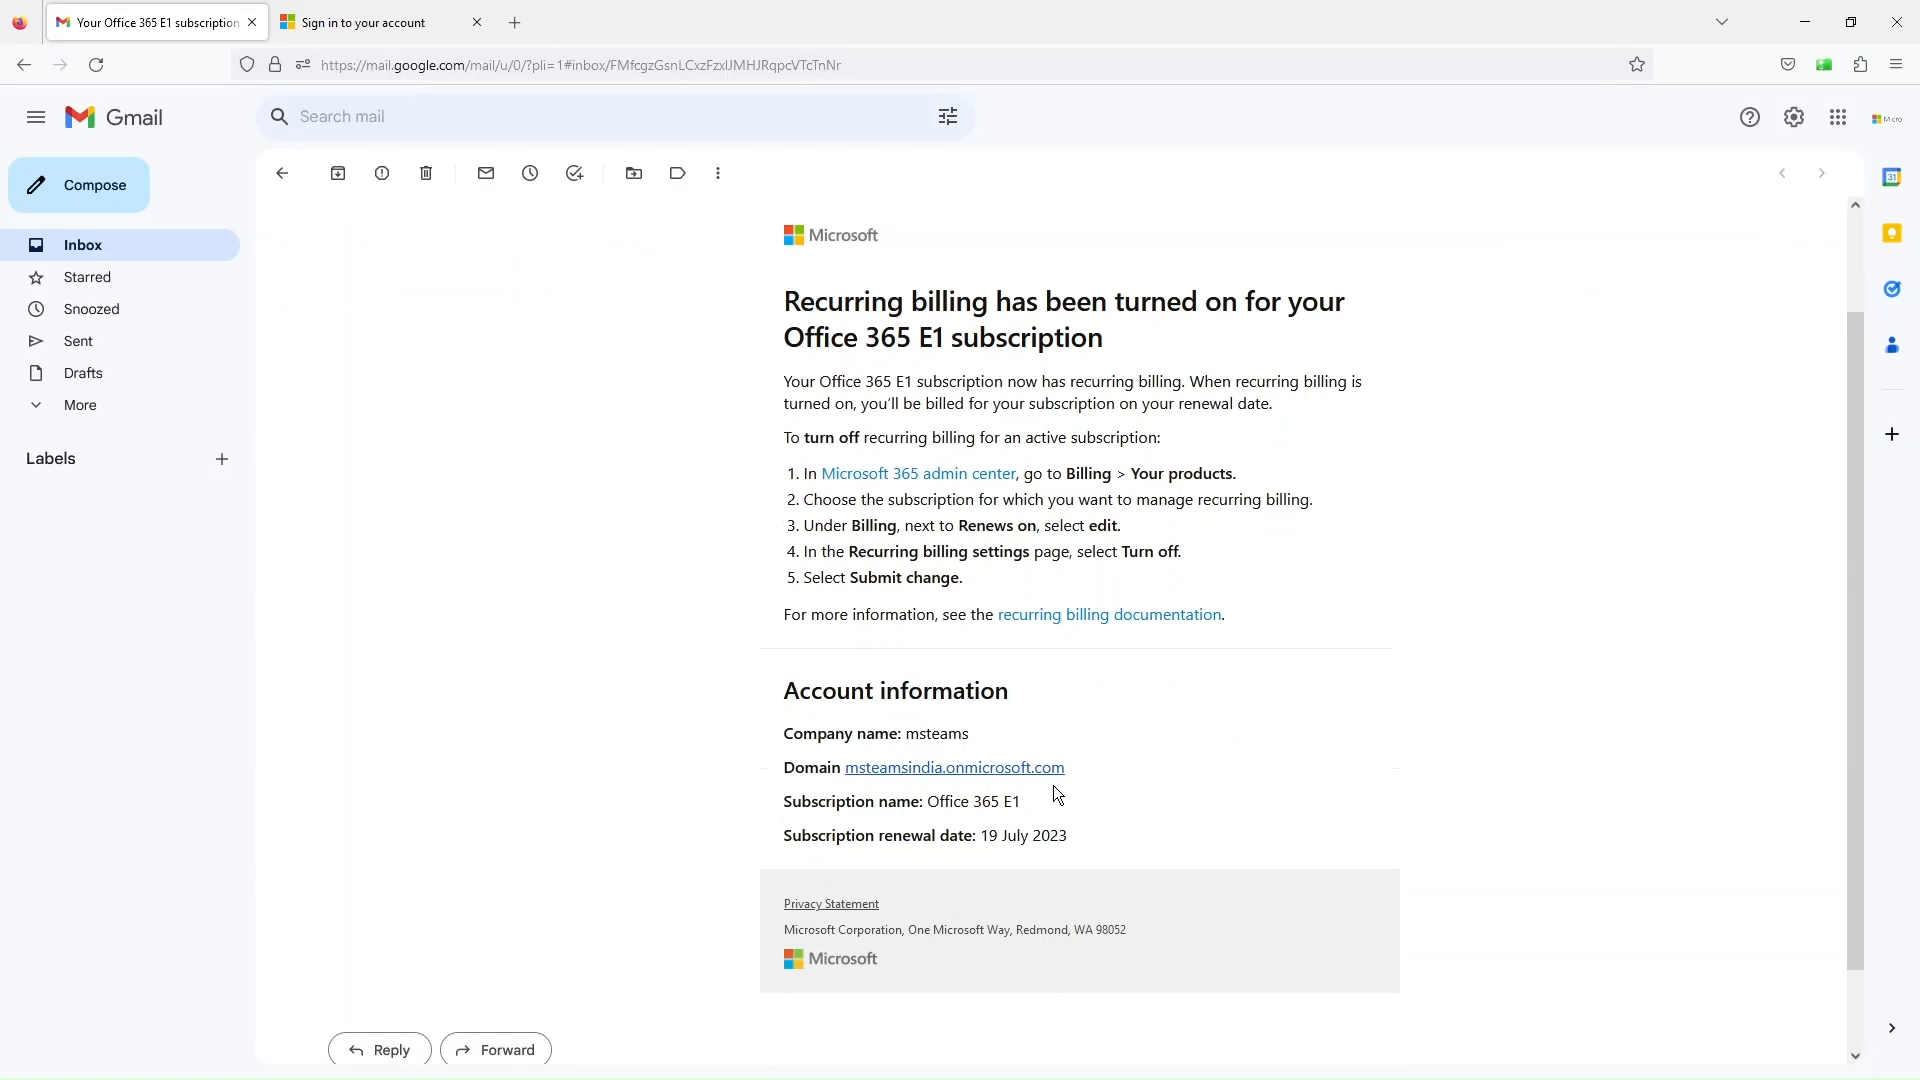 Your Office 365 E1 subscription
Sign in to your account
https://mail.google.com/mail/u/0/?pli=1#inbox/FMfcgzGsnLCxzFzxlJMHJRqpcVTcTnNr
Gmail
Search mail
Micro
Compose
31
Inbox
Starred
Snoozed
Sent
Drafts
More
Labels
Microsoft
Recurring billing has been turned on for your
Office 365 E1 subscription
Your Office 365 E1 subscription now has recurring billing. When recurring billing is
turned on, you'll be billed for your subscription on your renewal date.
To turn off recurring billing for an active subscription:
1. In Microsoft 365 admin center, go to Billing > Your products.
2. Choose the subscription for which you want to manage recurring billing.
3. Under Billing, next to Renews on, select edit.
4. In the Recurring billing settings page, select Turn off.
5. Select Submit change.
For more information, see the recurring billing documentation.
Account information
Company name: msteams
Domain msteamsindia.onmicrosoft.com
Subscription name: Office 365 E1
Subscription renewal date: 19 July 2023
Privacy Statement
Microsoft Corporation, One Microsoft Way, Redmond, WA 98052
Microsoft
Reply
Forward